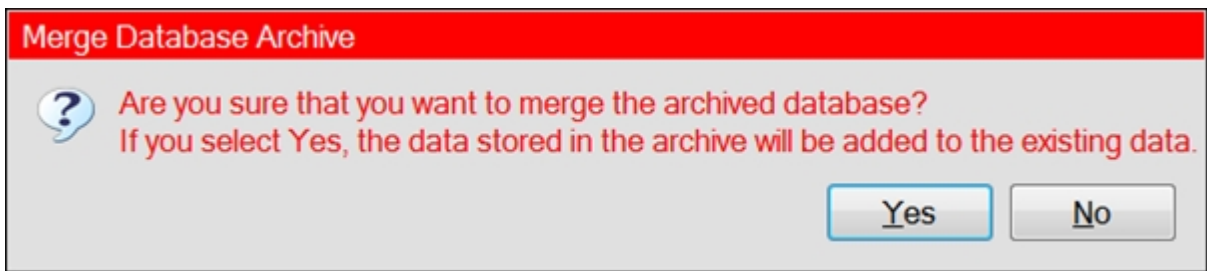 Merge Database Archive
Are you sure that you want to merge the archived database?
If you select Yes, the data stored in the archive will be added to the existing data.
Yes No